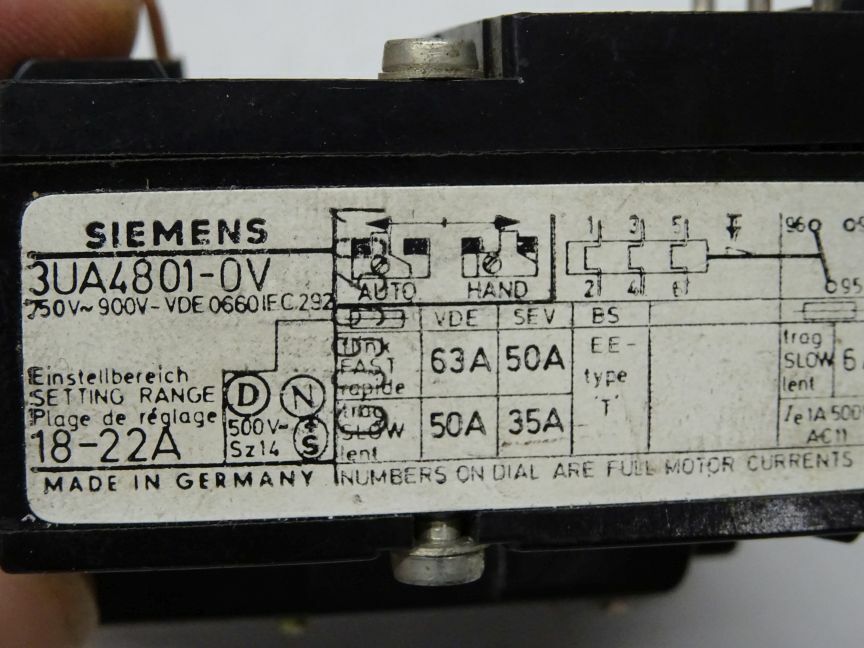 SIEMENS
3UA4801-0V
750V~ 900V- VDE 0660 IEC 292
Einstellbereich
SETTING RANGE
Plage de réglage
18-22A
D N
500V~
Sz14 S
MADE IN GERMANY
AUTO HAND
1 3 5
2 4 6
96
95
VDE SEV BS
flink
FAST
rapide
63A 50A
träg
SLOW
lent
50A 35A
EE-
type
'T'
träg
SLOW
lent
6
Ie 1A 500
AC11
NUMBERS ON DIAL ARE FULL MOTOR CURRENTS